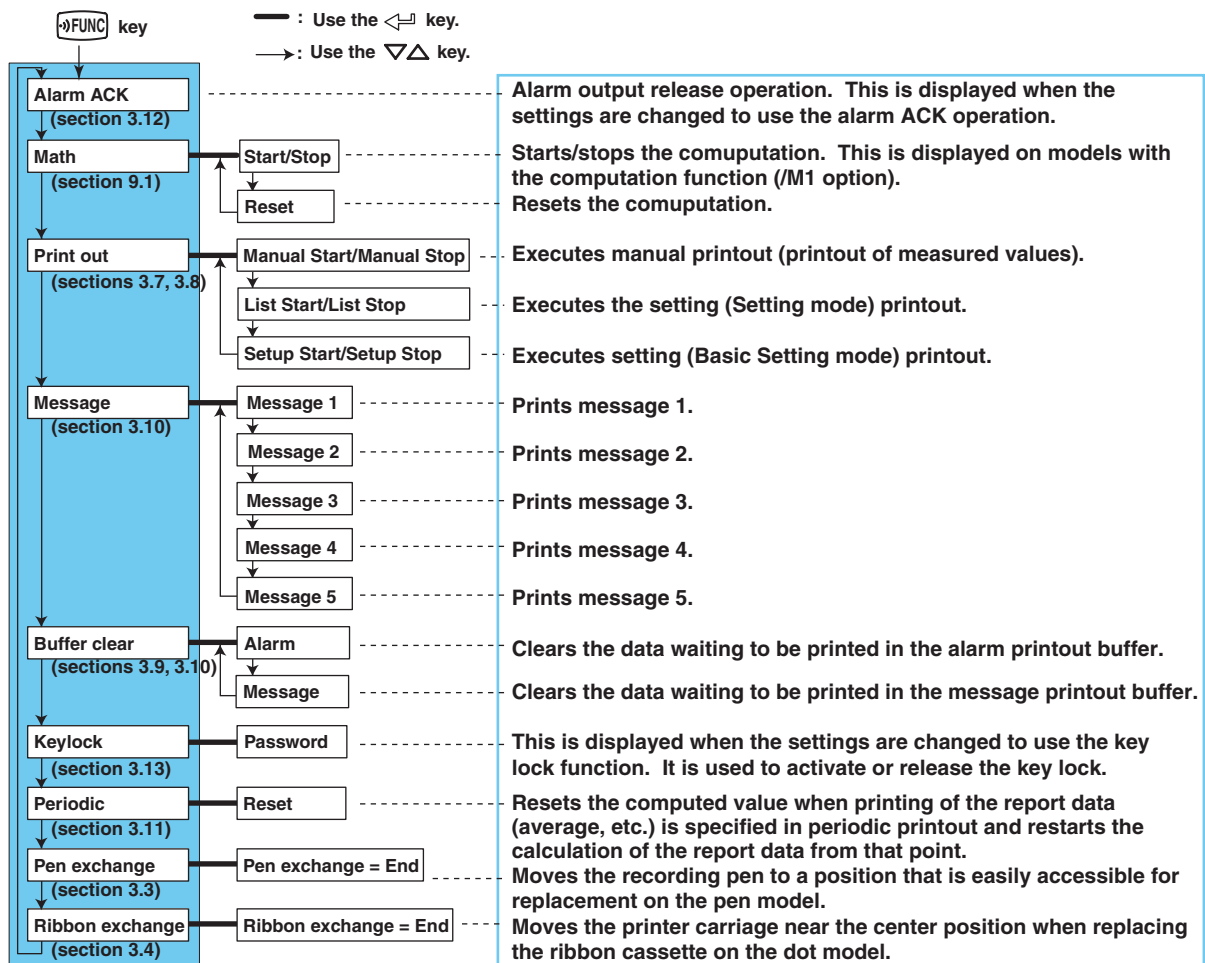 FUNC key
: Use the key.
: Use the key.
Alarm ACK
(section 3.12)
Alarm output release operation. This is displayed when the
settings are changed to use the alarm ACK operation.
Math
(section 9.1)
Start/Stop
Starts/stops the comuputation. This is displayed on models with
the computation function (/M1 option).
Reset
Resets the comuputation.
Print out
(sections 3.7, 3.8)
Manual Start/Manual Stop
Executes manual printout (printout of measured values).
List Start/List Stop
Executes the setting (Setting mode) printout.
Setup Start/Setup Stop
Executes setting (Basic Setting mode) printout.
Message
(section 3.10)
Message 1
Prints message 1.
Message 2
Prints message 2.
Message 3
Prints message 3.
Message 4
Prints message 4.
Message 5
Prints message 5.
Buffer clear
(sections 3.9, 3.10)
Alarm
Clears the data waiting to be printed in the alarm printout buffer.
Message
Clears the data waiting to be printed in the message printout buffer.
Keylock
(section 3.13)
Password
This is displayed when the settings are changed to use the key
lock function. It is used to activate or release the key lock.
Periodic
(section 3.11)
Reset
Resets the computed value when printing of the report data
(average, etc.) is specified in periodic printout and restarts the
calculation of the report data from that point.
Pen exchange
(section 3.3)
Pen exchange = End
Moves the recording pen to a position that is easily accessible for
replacement on the pen model.
Ribbon exchange
(section 3.4)
Ribbon exchange = End
Moves the printer carriage near the center position when replacing
the ribbon cassette on the dot model.